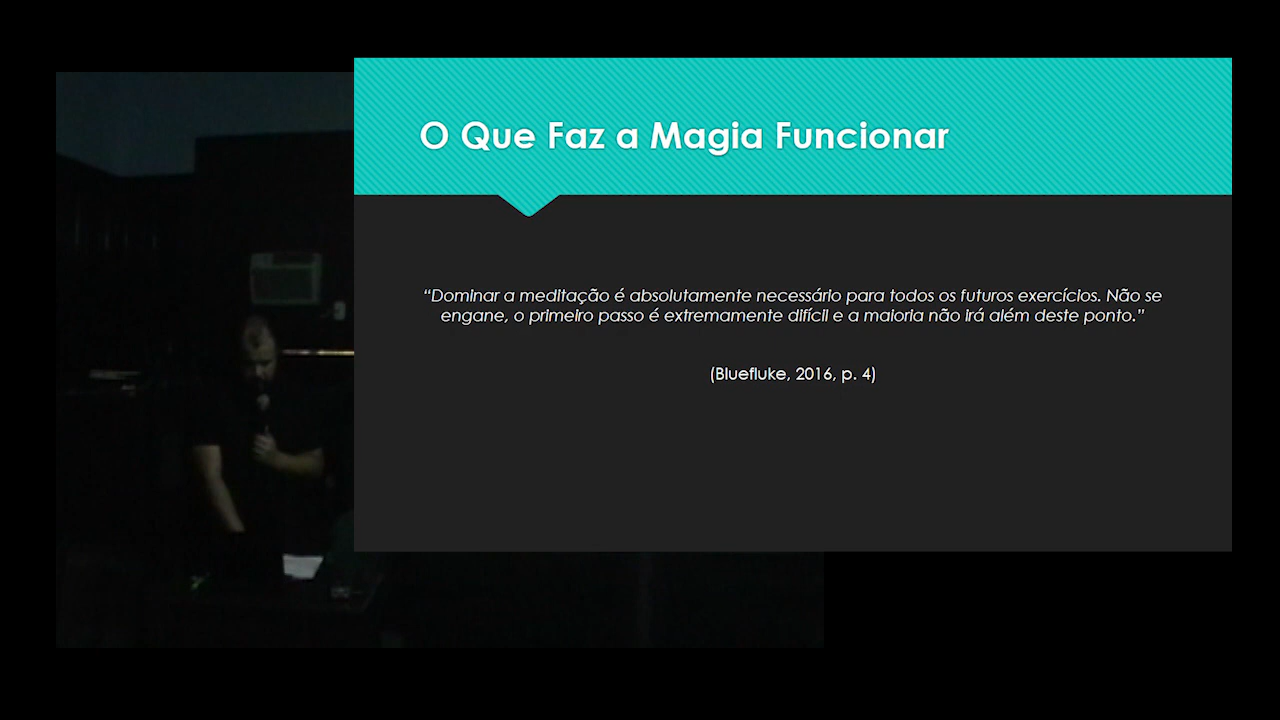 O Que Faz a Magia Funcionar
“Dominar a meditação é absolutamente necessário para todos os futuros exercícios. Não se
engane, o primeiro passo é extremamente difícil e a maioria não irá além deste ponto.”
(Bluefluke, 2016, p. 4)